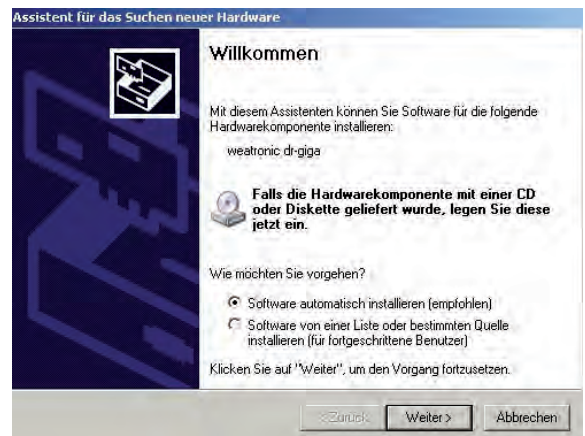 Assistent für das Suchen neuer Hardware
Willkommen
Mit diesem Assistenten können Sie Software für die folgende
Hardwarekomponente installieren:
weatronic dr-giga
Falls die Hardwarekomponente mit einer CD
oder Diskette geliefert wurde, legen Sie diese
jetzt ein.
Wie möchten Sie vorgehen?
Software automatisch installieren (empfohlen)
Software von einer Liste oder bestimmten Quelle
installieren (für fortgeschrittene Benutzer)
Klicken Sie auf "Weiter", um den Vorgang fortzusetzen.
< Zurück Weiter > Abbrechen